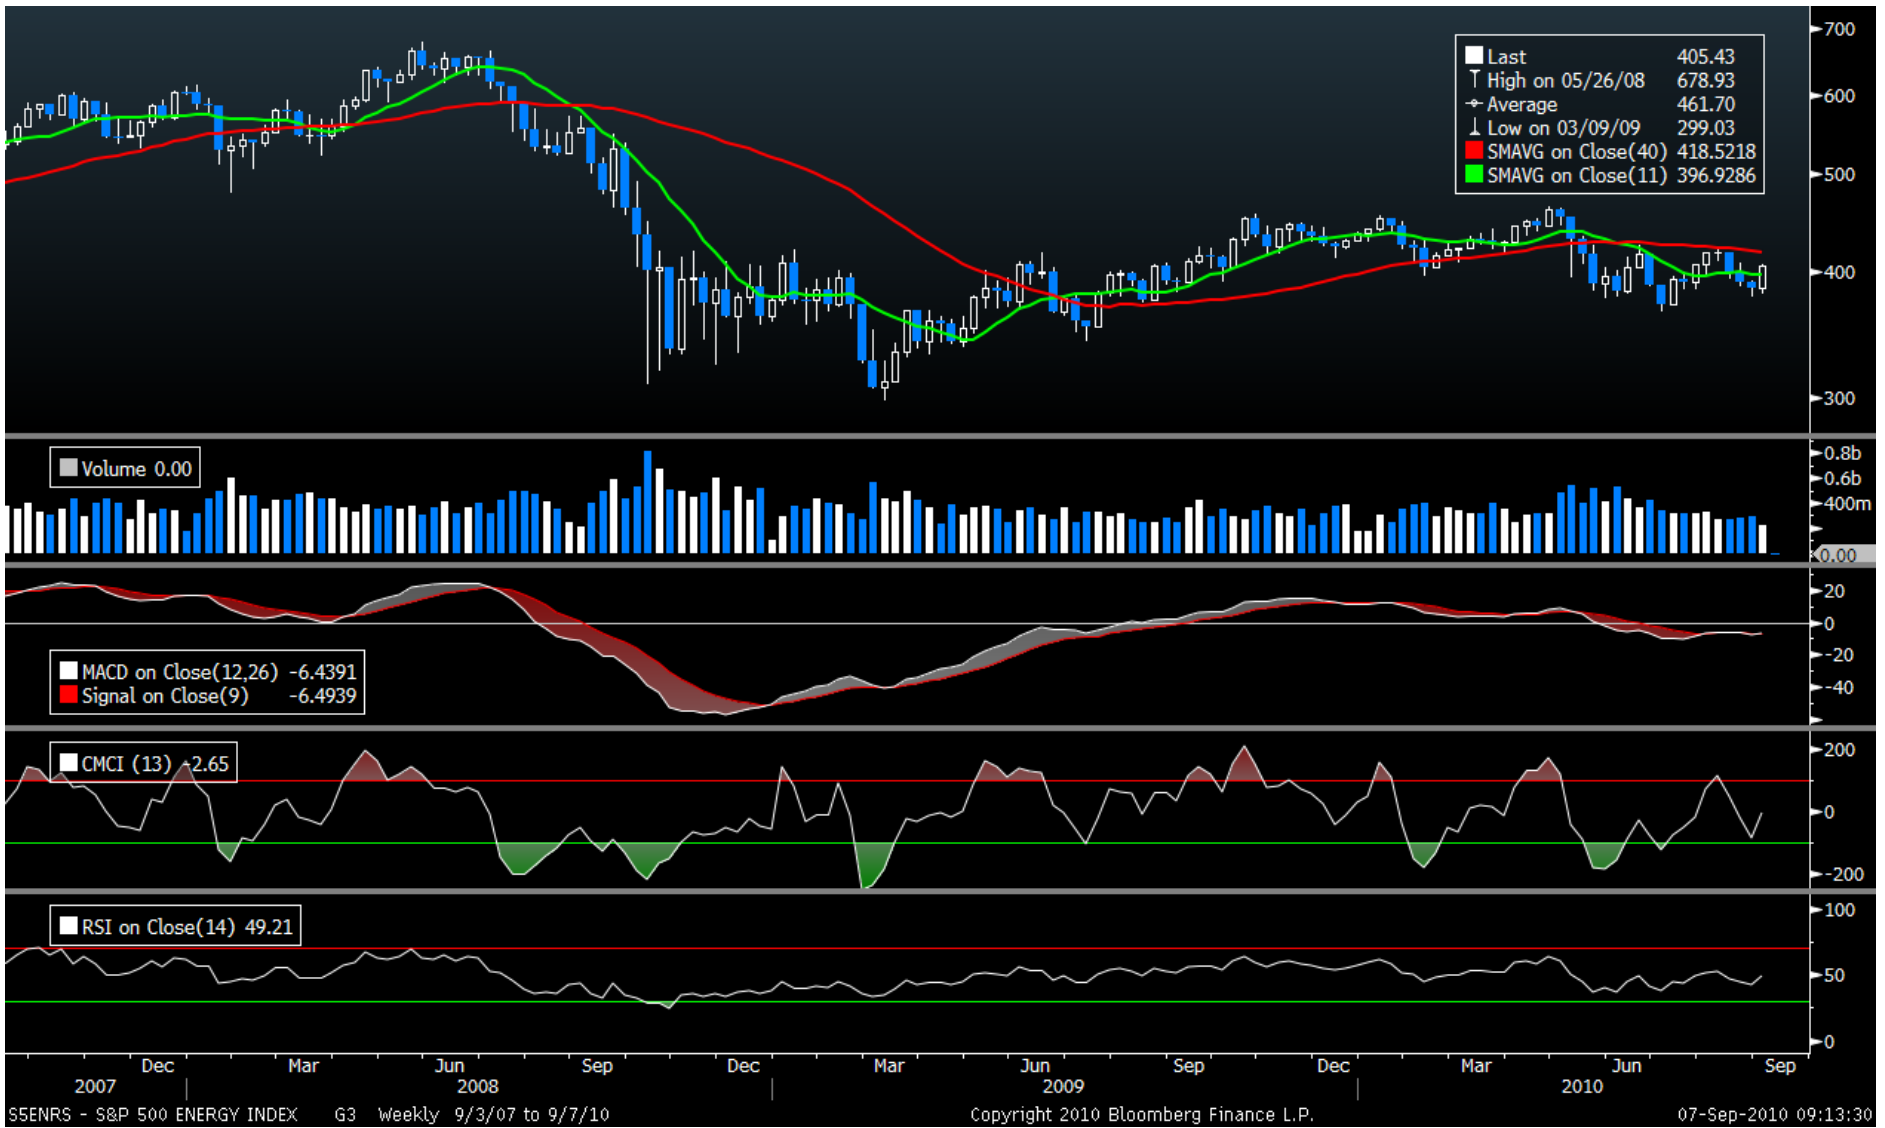 700
600
500
400
300
Last 405.43
High on 05/26/08 678.93
Average 461.70
Low on 03/09/09 299.03
SMAVG on Close(40) 418.5218
SMAVG on Close(11) 396.9286
Volume 0.00
0.8b
0.6b
400m
0.00
MACD on Close(12,26) -6.4391
Signal on Close(9) -6.4939
20
0
-20
-40
CMCI (13) -2.65
200
0
-200
RSI on Close(14) 49.21
100
50
0
Dec Mar Jun Sep Dec Mar Jun Sep Dec Mar Jun Sep
2007 2008 2009 2010
S5ENRS - S&P 500 ENERGY INDEX G3 Weekly 9/3/07 to 9/7/10 Copyright 2010 Bloomberg Finance L.P. 07-Sep-2010 09:13:30